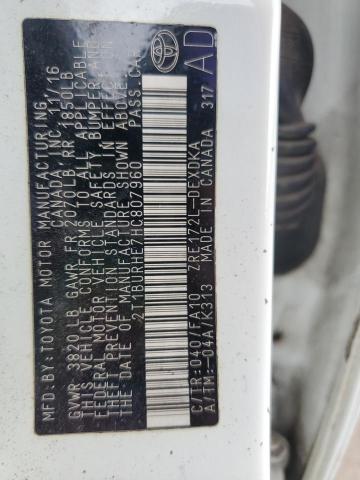 MFD. BY: TOYOTA MOTOR MANUFACTURING
CANADA INC. 11/16
GVWR 3820LB GAWR FR 2070LB RR 1850LB
THIS VEHICLE CONFORMS TO ALL APPLICABLE
FEDERAL MOTOR VEHICLE SAFETY, BUMPER, AND
THEFT PREVENTION STANDARDS IN EFFECT ON
THE DATE OF MANUFACTURE SHOWN ABOVE.
2T1BURHE7HC807960 PASS.CAR
C/TR:040/FA10 ZRE172L-DEXDKA
A/TM:-04A/K313 MADE IN CANADA 317
AD